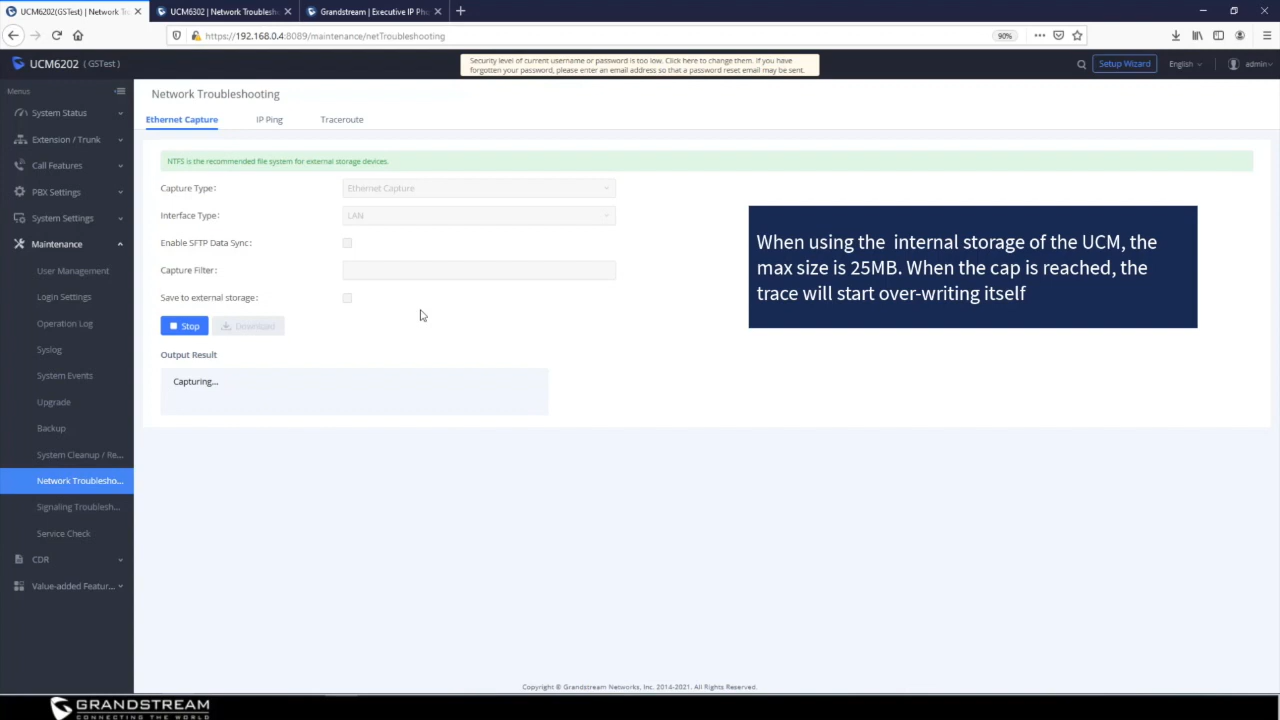 UCM6202(GSTest) | Network Tr
UCM6302 | Network Troublesh
Grandstream | Executive IP Ph
https://192.168.0.4:8089/maintenance/netTroubleshooting
90%
UCM6202 ( GSTest )
Security level of current username or password is too low. Click here to change them. If you have
forgotten your password, please enter an email address so that a password reset email may be sent.
Setup Wizard
English
admin
Menus
System Status
Extension / Trunk
Call Features
PBX Settings
System Settings
Maintenance
User Management
Login Settings
Operation Log
Syslog
System Events
Upgrade
Backup
System Cleanup / Re...
Network Troublesho...
Signaling Troublesh...
Service Check
CDR
Value-added Featur...
Network Troubleshooting
Ethernet Capture
IP Ping
Traceroute
NTFS is the recommended file system for external storage devices.
Capture Type:
Ethernet Capture
Interface Type:
LAN
Enable SFTP Data Sync:
Capture Filter:
Save to external storage:
Stop
Download
Output Result
Capturing...
When using the internal storage of the UCM, the
max size is 25MB. When the cap is reached, the
trace will start over-writing itself
Copyright © Grandstream Networks, Inc. 2014-2021. All Rights Reserved.
GRANDSTREAM
CONNECTING THE WORLD